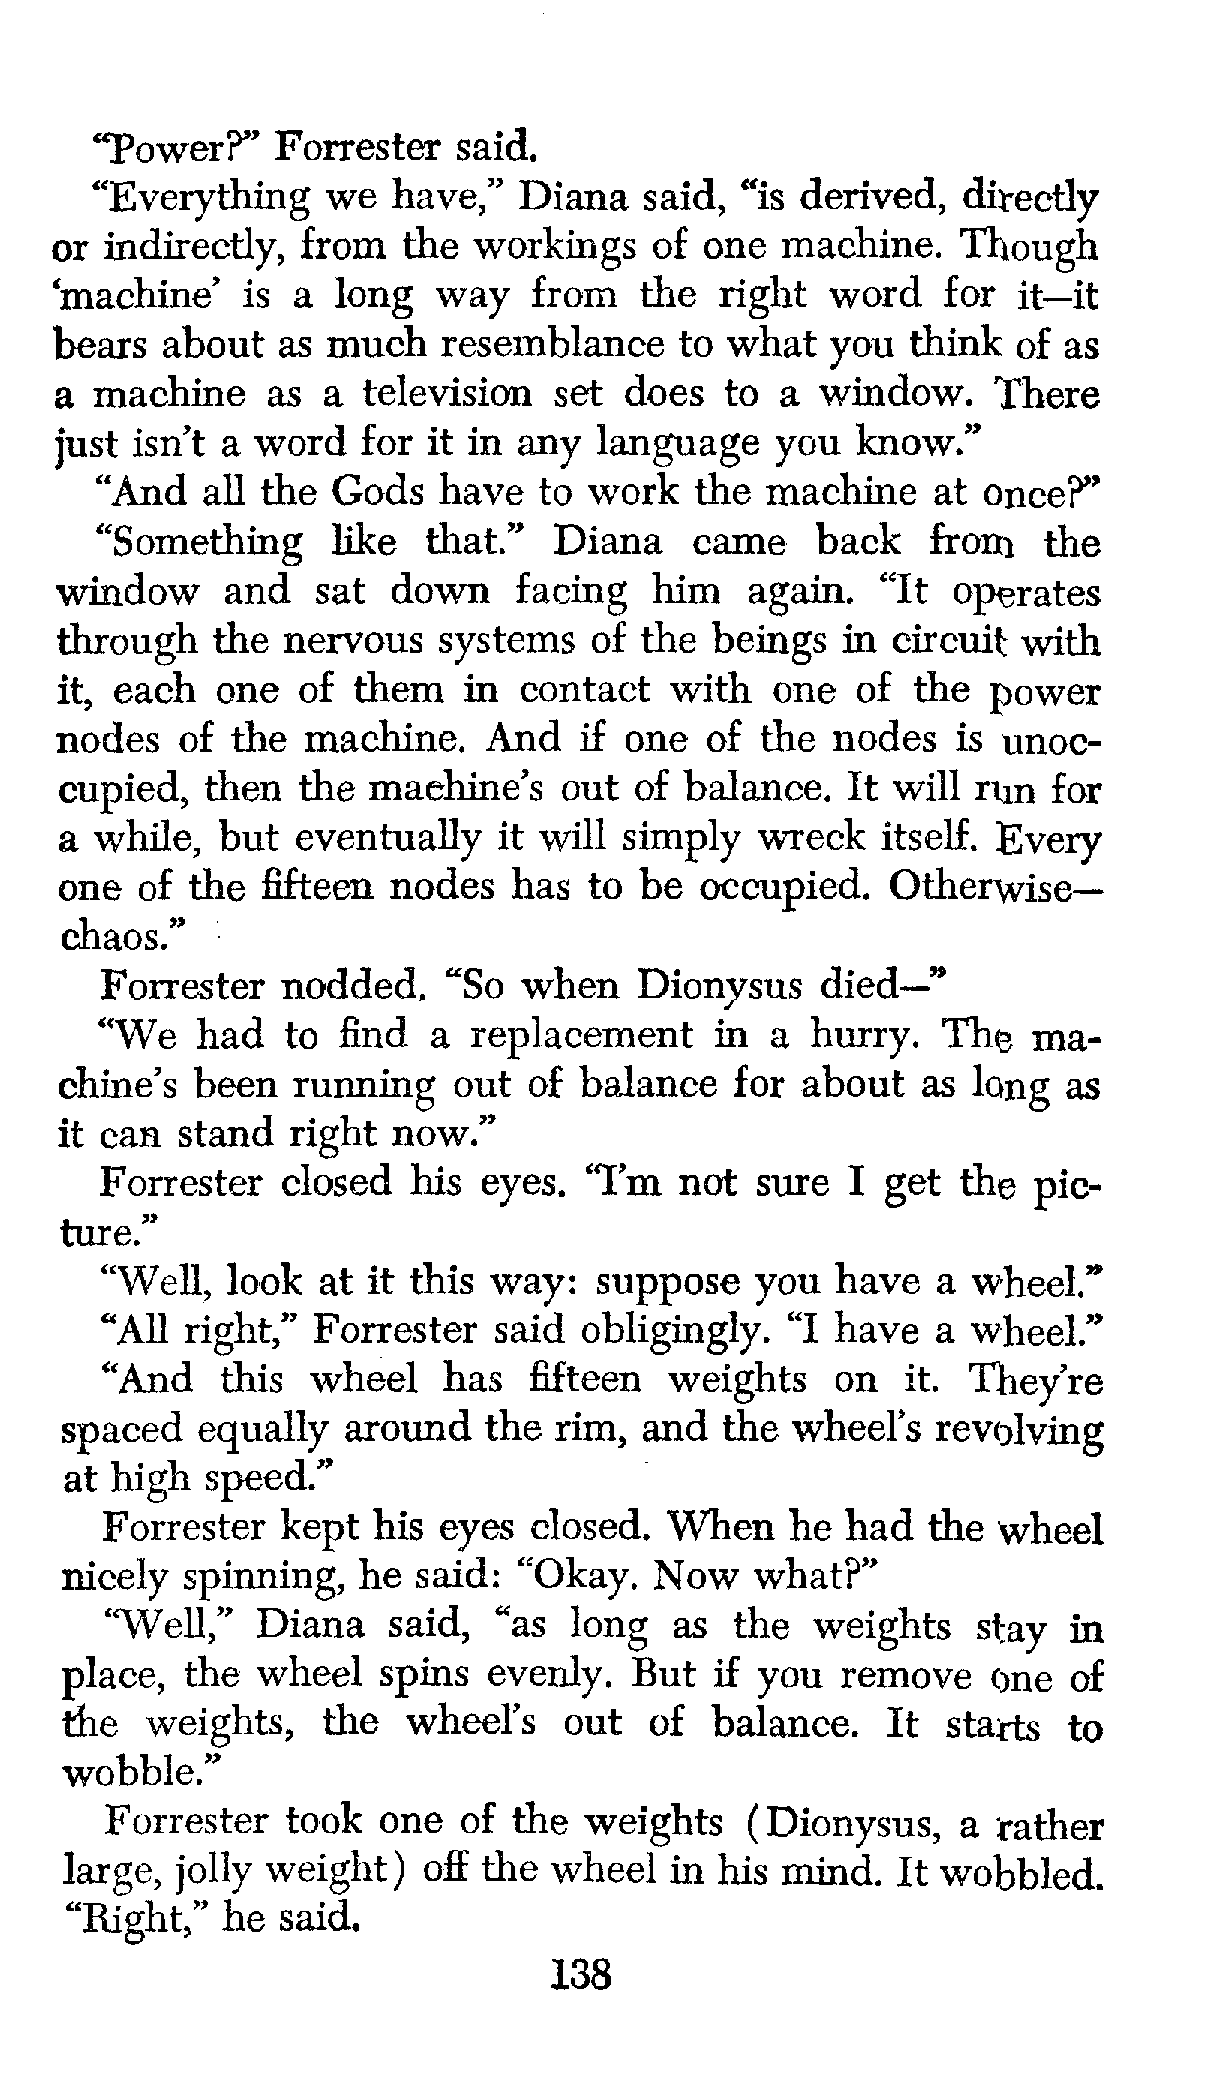 “Power?” Forrester said.
“Everything we have,” Diana said, “is derived, directly
or indirectly, from the workings of one machine. Though
‘machine’ is a long way from the right word for it—it
bears about as much resemblance to what you think of as
a machine as a television set does to a window. There
just isn’t a word for it in any language you know.”
“And all the Gods have to work the machine at once?”
“Something like that.” Diana came back from the
window and sat down facing him again. “It operates
through the nervous systems of the beings in circuit with
it, each one of them in contact with one of the power
nodes of the machine. And if one of the nodes is unoc-
cupied, then the machine’s out of balance. It will run for
a while, but eventually it will simply wreck itself. Every
one of the fifteen nodes has to be occupied. Otherwise—
chaos.”
Forrester nodded. “So when Dionysus died—”
“We had to find a replacement in a hurry. The ma-
chine’s been running out of balance for about as long as
it can stand right now.”
Forrester closed his eyes. “I’m not sure I get the pic-
ture.”
“Well, look at it this way: suppose you have a wheel.”
“All right,” Forrester said obligingly. “I have a wheel.”
“And this wheel has fifteen weights on it. They’re
spaced equally around the rim, and the wheel’s revolving
at high speed.”
Forrester kept his eyes closed. When he had the wheel
nicely spinning, he said: “Okay. Now what?”
“Well,” Diana said, “as long as the weights stay in
place, the wheel spins evenly. But if you remove one of
the weights, the wheel’s out of balance. It starts to
wobble.”
Forrester took one of the weights (Dionysus, a rather
large, jolly weight) off the wheel in his mind. It wobbled.
“Right,” he said.
138